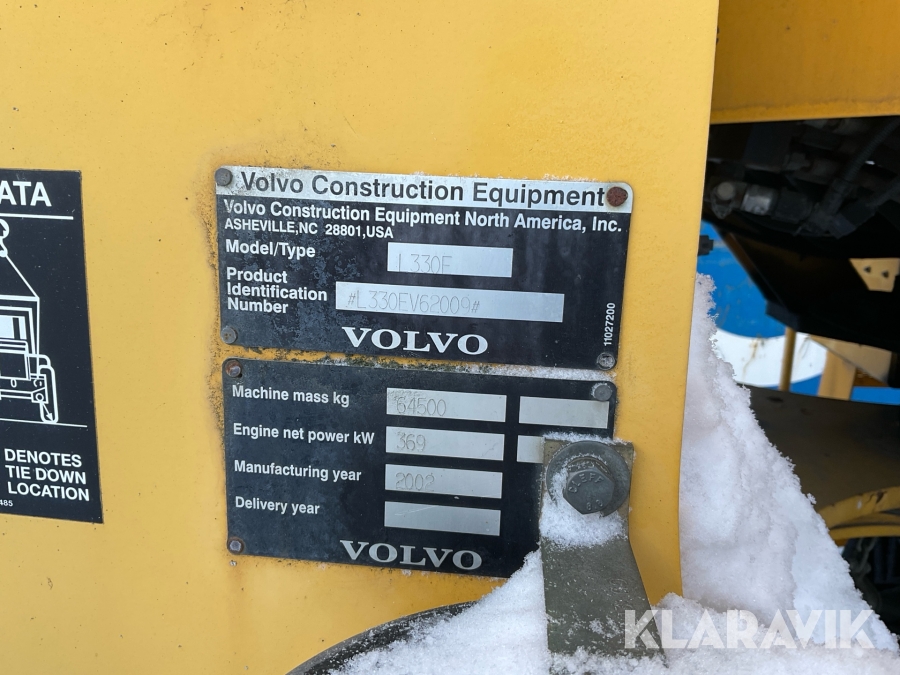 ATA
DENOTES
TIE DOWN
LOCATION
485
Volvo Construction Equipment
Volvo Construction Equipment North America, Inc.
ASHEVILLE,NC 28801,USA
Model/Type L330E
Product
Identification #L330EV62009#
Number
11027200
VOLVO
Machine mass kg 64500
Engine net power kW 369
Manufacturing year 2002
Delivery year
VOLVO
KLARAVIK